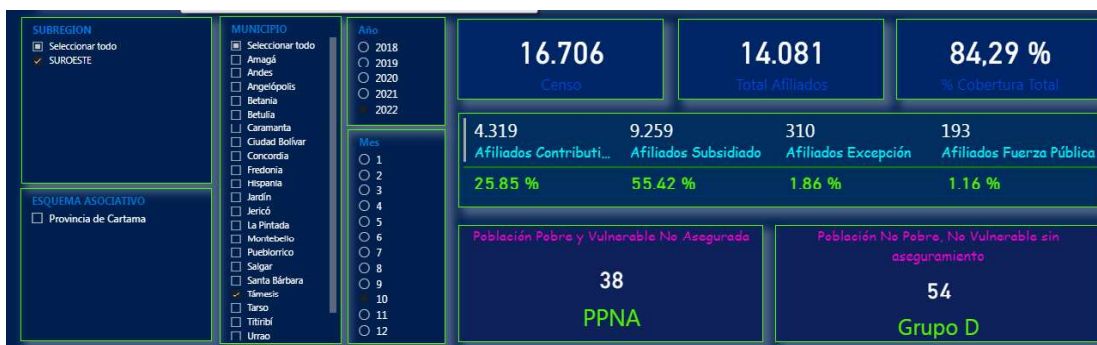 SUBREGION
Seleccionar todo
SUROESTE
ESQUEMA ASOCIATIVO
Provincia de Cartama
MUNICIPIO
Seleccionar todo
Amagá
Andes
Angelópolis
Betania
Betulia
Caramanta
Ciudad Bolívar
Concordia
Fredonia
Hispania
Jardín
Jericó
La Pintada
Montebello
Pueblorrico
Salgar
Santa Bárbara
Támesis
Tarso
Titiribí
Urrao
Año
2018
2019
2020
2021
2022
Mes
1
2
3
4
5
6
7
8
9
10
11
12
16.706
Censo
14.081
Total Afiliados
84,29 %
% Cobertura Total
4.319 9.259 310 193
Afiliados Contributi... Afiliados Subsidiado Afiliados Excepción Afiliados Fuerza Pública
25.85 % 55.42 % 1.86 % 1.16 %
Población Pobre y Vulnerable No Asegurada
38
PPNA
Población No Pobre, No Vulnerable sin
aseguramiento
54
Grupo D